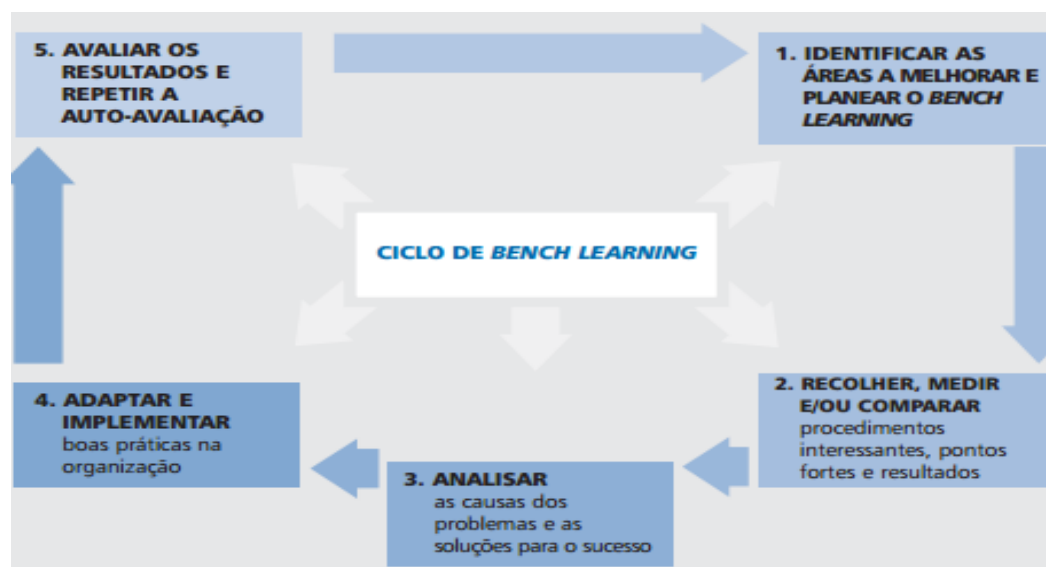 5. AVALIAR OS
RESULTADOS E
REPETIR A
AUTO-AVALIAÇÃO
1. IDENTIFICAR AS
ÁREAS A MELHORAR E
PLANEAR O BENCH
LEARNING
CICLO DE BENCH LEARNING
2. RECOLHER, MEDIR
E/OU COMPARAR
procedimentos
interessantes, pontos
fortes e resultados
3. ANALISAR
as causas dos
problemas e as
soluções para o sucesso
4. ADAPTAR E
IMPLEMENTAR
boas práticas na
organização